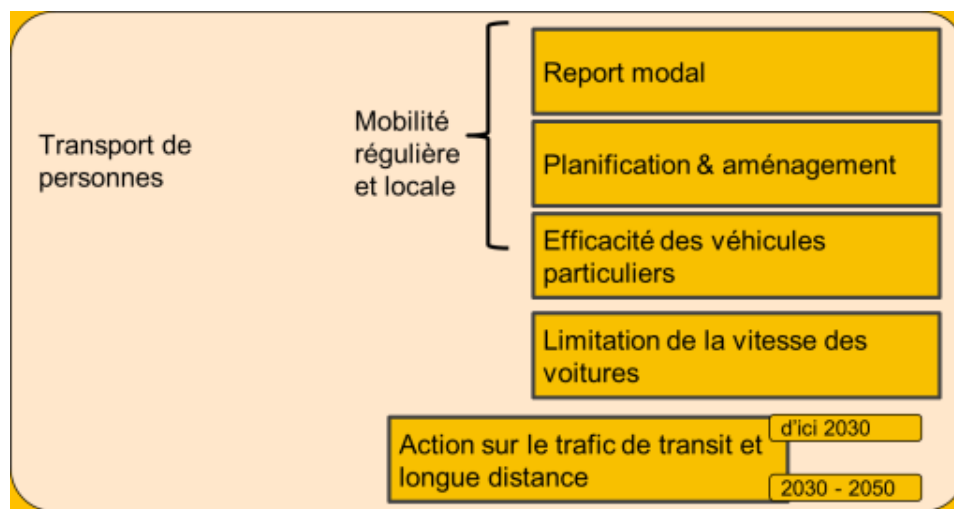 Transport de
personnes
Mobilité
régulière
et locale
Report modal
Planification & aménagement
Efficacité des véhicules
particuliers
Limitation de la vitesse des
voitures
Action sur le trafic de transit et
longue distance
d'ici 2030
2030 - 2050